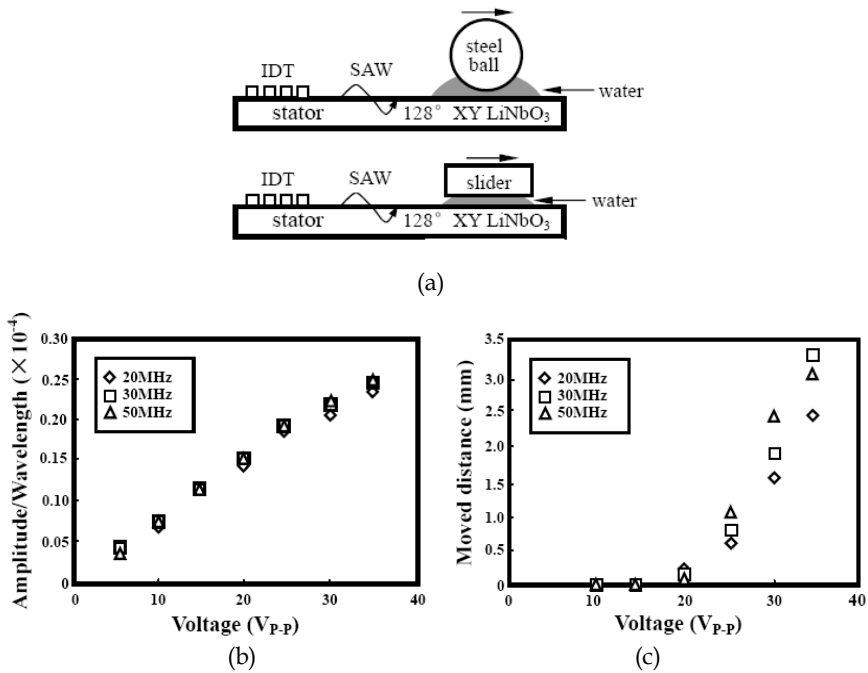 steel
ball
IDT
SAW
water
stator
128° XY LiNbO₃
IDT
SAW
slider
water
stator
128° XY LiNbO₃
(a)
Amplitude/Wavelength (×10⁻⁴)
0.30
0.25
0.20
0.15
0.10
0.05
0
20MHz
30MHz
50MHz
10
20
30
40
Voltage (V_P-P)
(b)
Moved distance (mm)
3.5
3.0
2.5
2.0
1.5
1.0
0.5
0
20MHz
30MHz
50MHz
0
10
20
30
40
Voltage (V_P-P)
(c)